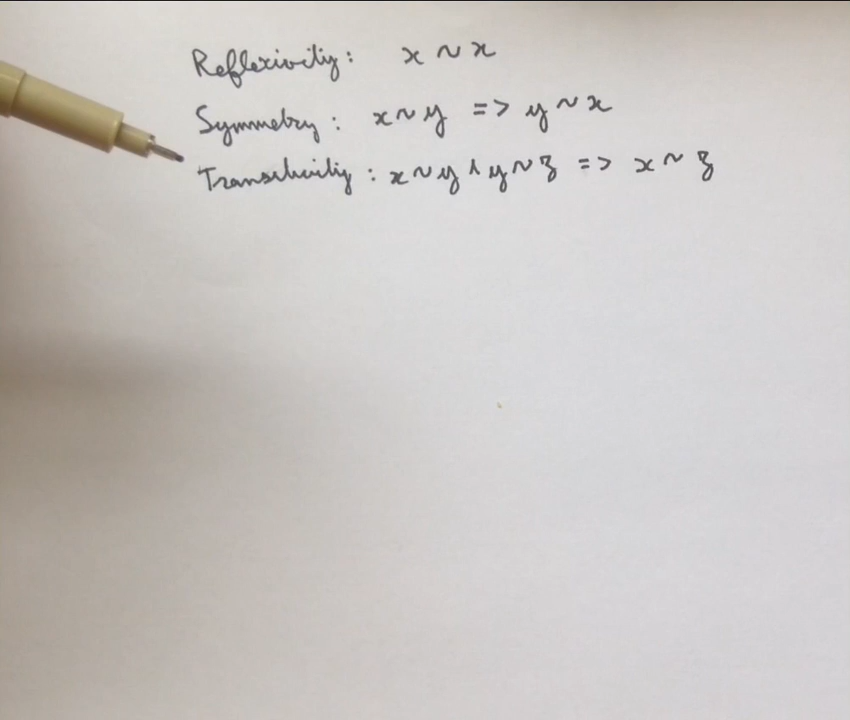 Reflexivity: x ~ x
Symmetry: x ~ y => y ~ x
Transitivity: x ~ y ∧ y ~ z => x ~ z